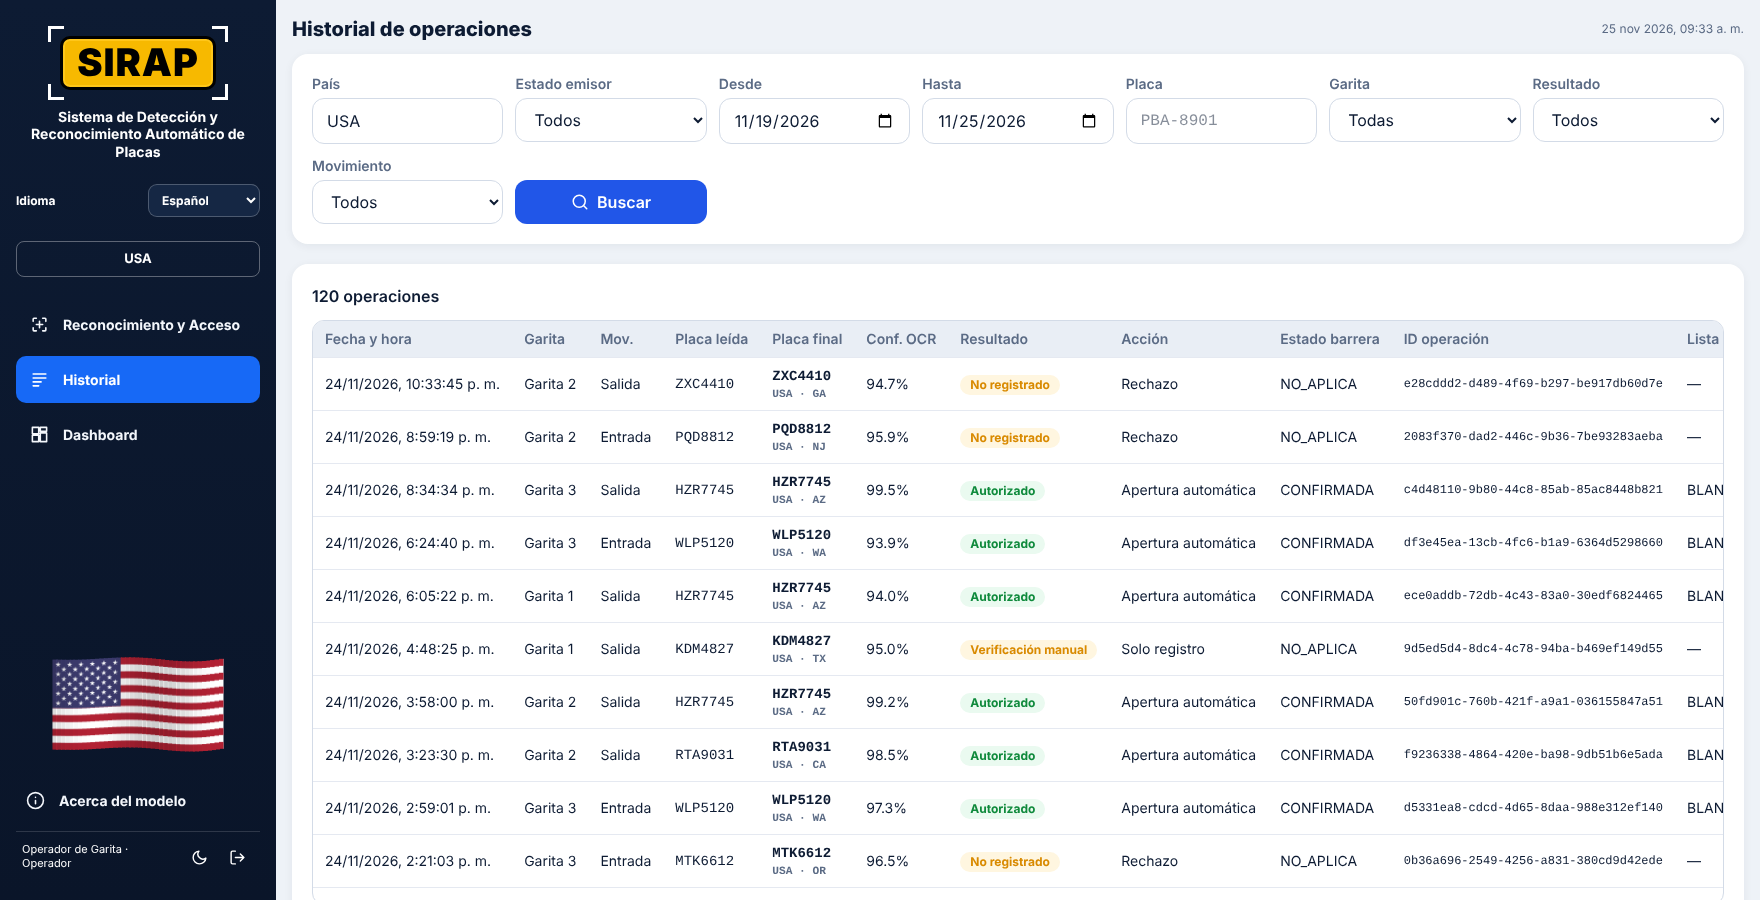 SIRAP
Sistema de Detección y
Reconocimiento Automático de
Placas
Idioma
Español
USA
Reconocimiento y Acceso
Historial
Dashboard
Acerca del modelo
Operador de Garita ·
Operador
Historial de operaciones
25 nov 2026, 09:33 a. m.
País
Estado emisor
Desde
Hasta
Placa
Garita
Resultado
USA
Todos
11/19/2026
11/25/2026
PBA-8901
Todas
Todos
Movimiento
Todos
Buscar
120 operaciones
Fecha y hora Garita Mov. Placa leída Placa final Conf. OCR Resultado Acción Estado barrera ID operación Lista
24/11/2026, 10:33:45 p. m. Garita 2 Salida ZXC4410 ZXC4410 94.7% No registrado Rechazo NO_APLICA e28cddd2-d489-4f69-b297-be917db60d7e —
USA · GA
24/11/2026, 8:59:19 p. m. Garita 2 Entrada PQD8812 PQD8812 95.9% No registrado Rechazo NO_APLICA 2083f370-dad2-446c-9b36-7be93283aeba —
USA · NJ
24/11/2026, 8:34:34 p. m. Garita 3 Salida HZR7745 HZR7745 99.5% Autorizado Apertura automática CONFIRMADA c4d48110-9b80-44c8-85ab-85ac8448b821 BLAN
USA · AZ
24/11/2026, 6:24:40 p. m. Garita 3 Entrada WLP5120 WLP5120 93.9% Autorizado Apertura automática CONFIRMADA df3e45ea-13cb-4fc6-b1a9-6364d5298660 BLAN
USA · WA
24/11/2026, 6:05:22 p. m. Garita 1 Salida HZR7745 HZR7745 94.0% Autorizado Apertura automática CONFIRMADA ece0addb-72db-4c43-83a0-30edf6824465 BLAN
USA · AZ
24/11/2026, 4:48:25 p. m. Garita 1 Salida KDM4827 KDM4827 95.0% Verificación manual Solo registro NO_APLICA 9d5ed5d4-8dc4-4c78-94ba-b469ef149d55 —
USA · TX
24/11/2026, 3:58:00 p. m. Garita 2 Salida HZR7745 HZR7745 99.2% Autorizado Apertura automática CONFIRMADA 50fd901c-760b-421f-a9a1-036155847a51 BLAN
USA · AZ
24/11/2026, 3:23:30 p. m. Garita 2 Salida RTA9031 RTA9031 98.5% Autorizado Apertura automática CONFIRMADA f9236338-4864-420e-ba98-9db51b6e5ada BLAN
USA · CA
24/11/2026, 2:59:01 p. m. Garita 3 Entrada WLP5120 WLP5120 97.3% Autorizado Apertura automática CONFIRMADA d5331ea8-cdcd-4d65-8daa-988e312ef140 BLAN
USA · WA
24/11/2026, 2:21:03 p. m. Garita 3 Entrada MTK6612 MTK6612 96.5% No registrado Rechazo NO_APLICA 0b36a696-2549-4256-a831-380cd9d42ede —
USA · OR